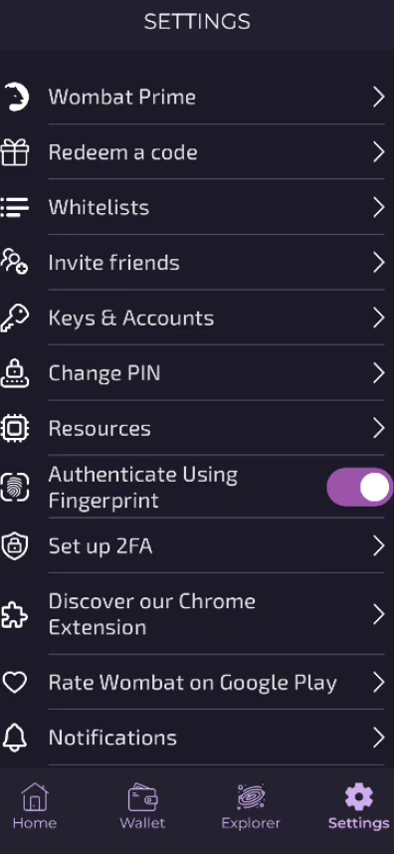 SETTINGS
Wombat Prime
Redeem a code
Whitelists
Invite friends
Keys & Accounts
Change PIN
Resources
Authenticate Using
Fingerprint
Set up 2FA
Discover our Chrome
Extension
Rate Wombat on Google Play
Notifications
Home
Wallet
Explorer
Settings